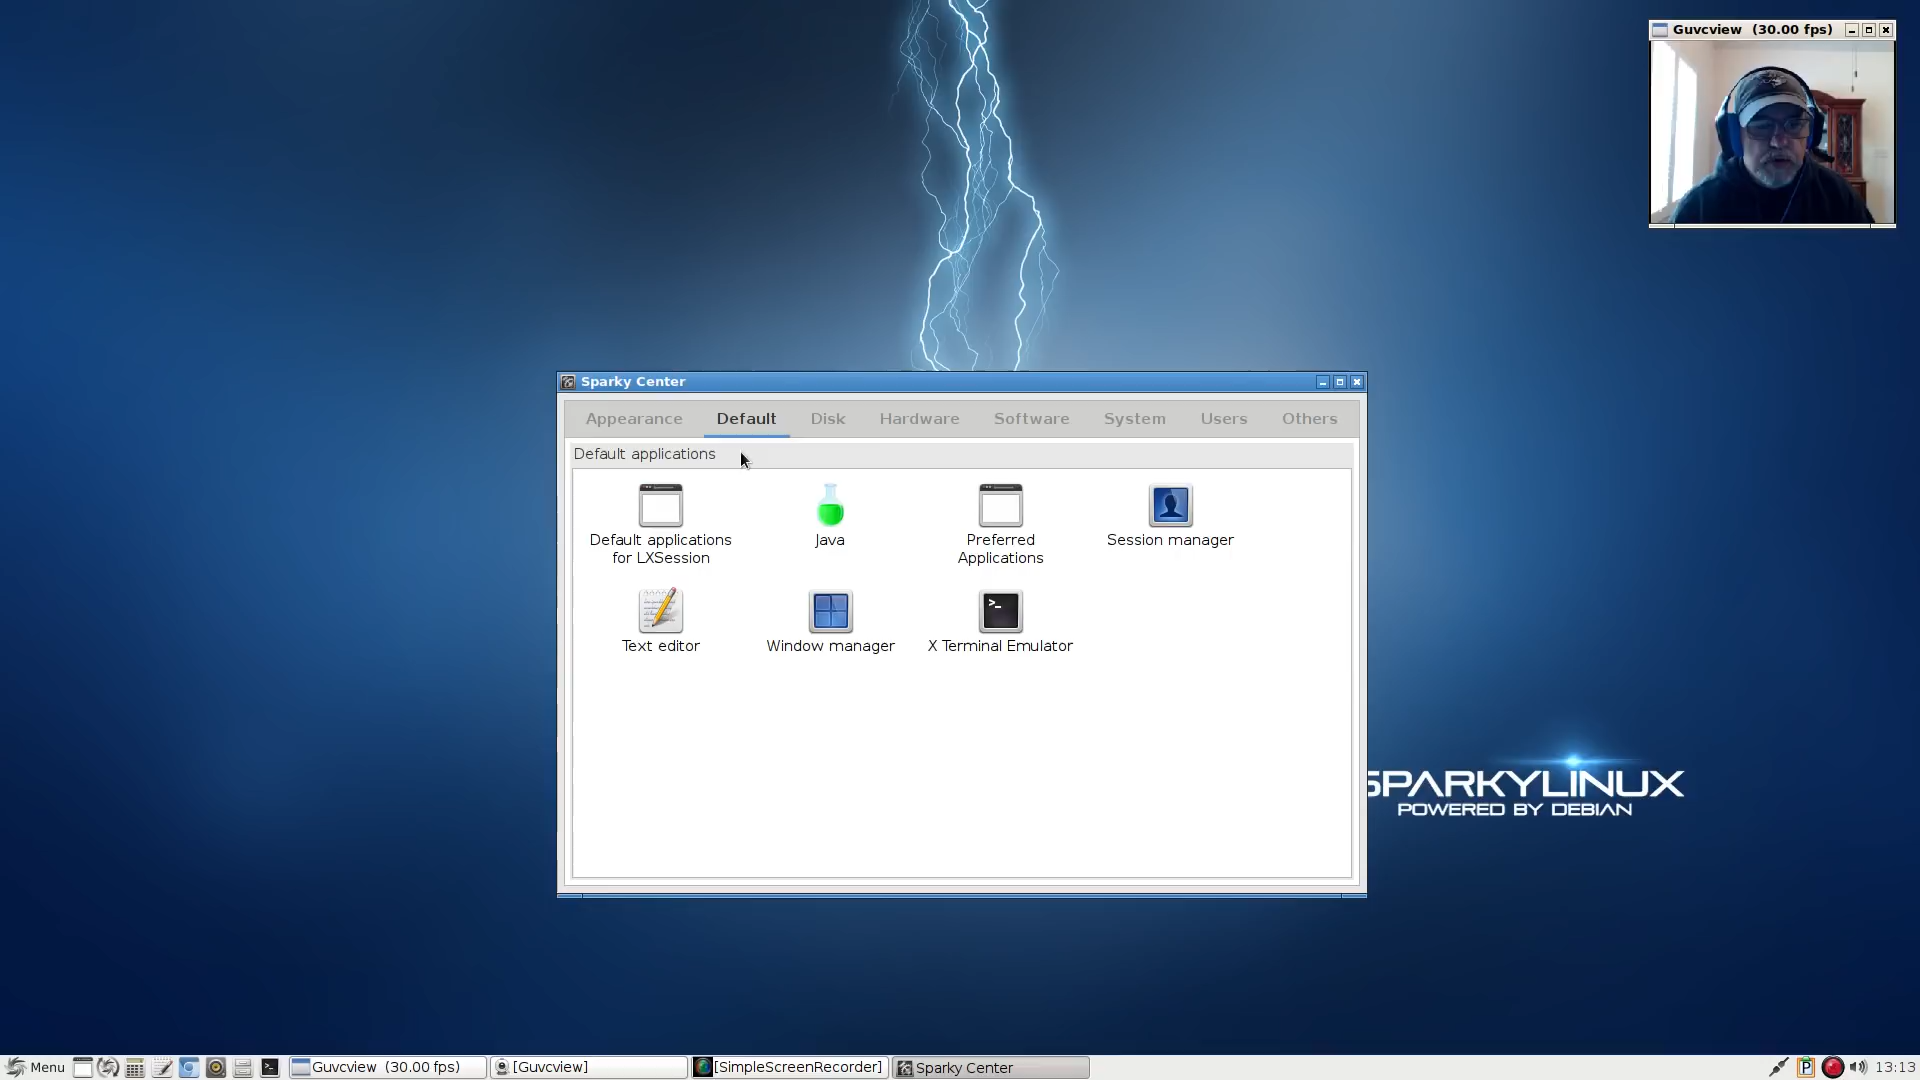 Guvcview (30.00 fps)
Sparky Center
Appearance Default Disk Hardware Software System Users Others
Default applications
Default applications
for LXSession
Java
Preferred
Applications
Session manager
Text editor
Window manager
X Terminal Emulator
SPARKYLINUX
POWERED BY DEBIAN
Menu Guvcview (30.00 fps) [Guvcview] [SimpleScreenRecorder] Sparky Center 13:13